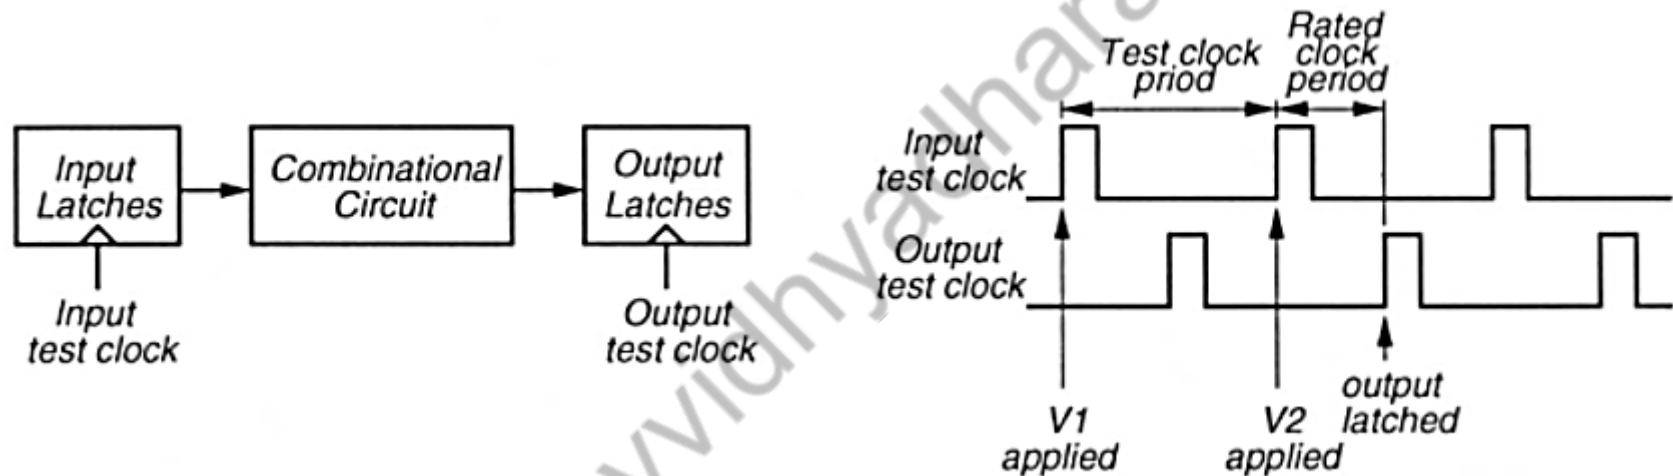 Input
Latches
Combinational
Circuit
Output
Latches
Input
test clock
Output
test clock
Test clock
priod
Rated
clock
period
Input
test clock
Output
test clock
V1
applied
V2
applied
output
latched
vidhyadhara